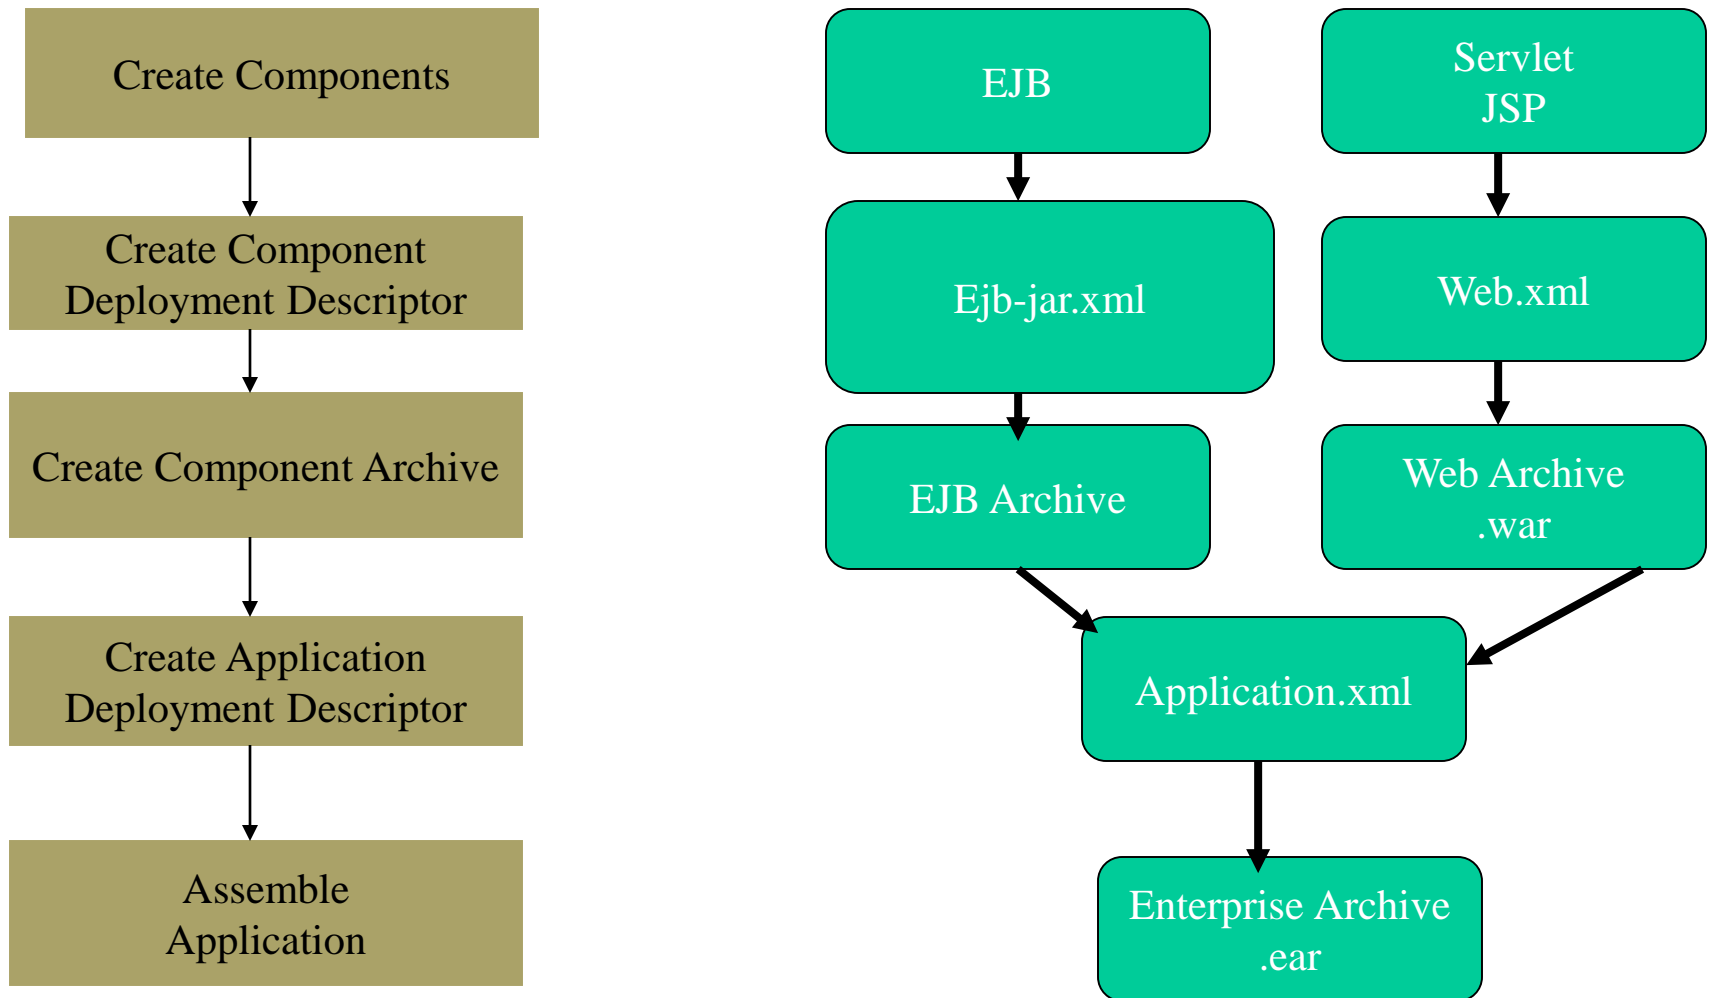 Create Components
Create Component
Deployment Descriptor
Create Component Archive
Create Application
Deployment Descriptor
Assemble
Application
EJB
Ejb-jar.xml
EJB Archive
Servlet
JSP
Web.xml
Web Archive
.war
Application.xml
Enterprise Archive
.ear